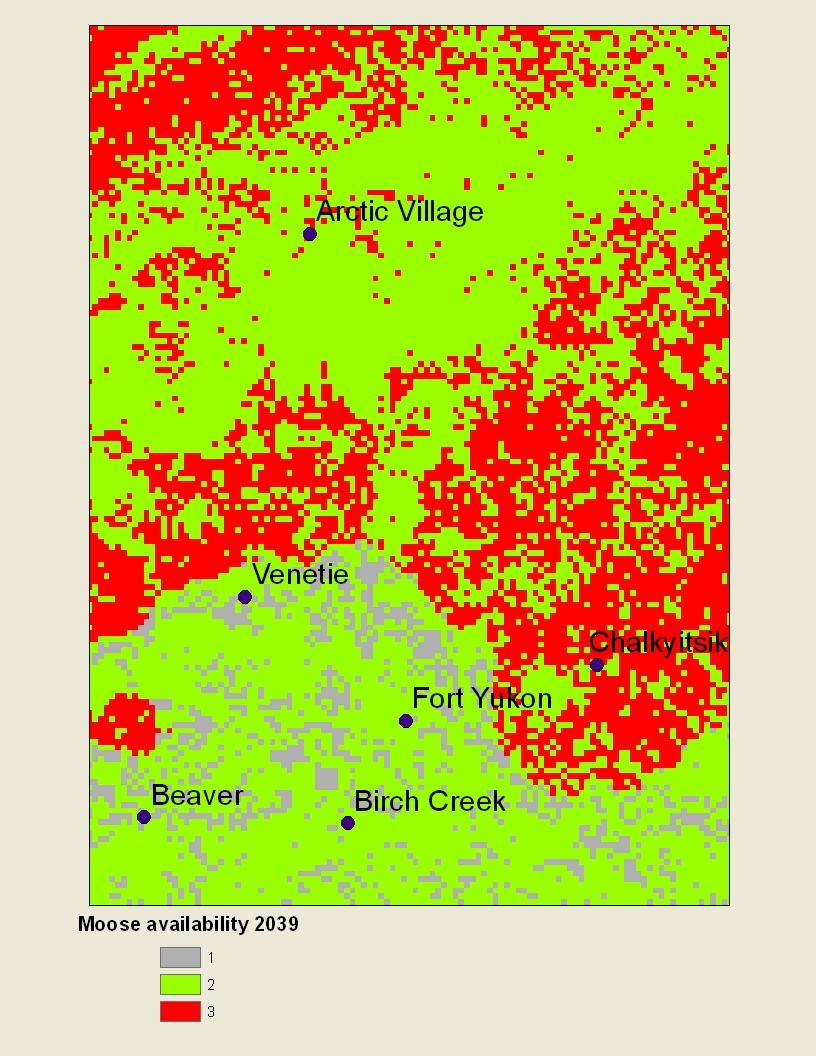 Arctic Village
Venetie
Chalkyitsik
Fort Yukon
Beaver
Birch Creek
Moose availability 2039
1
2
3